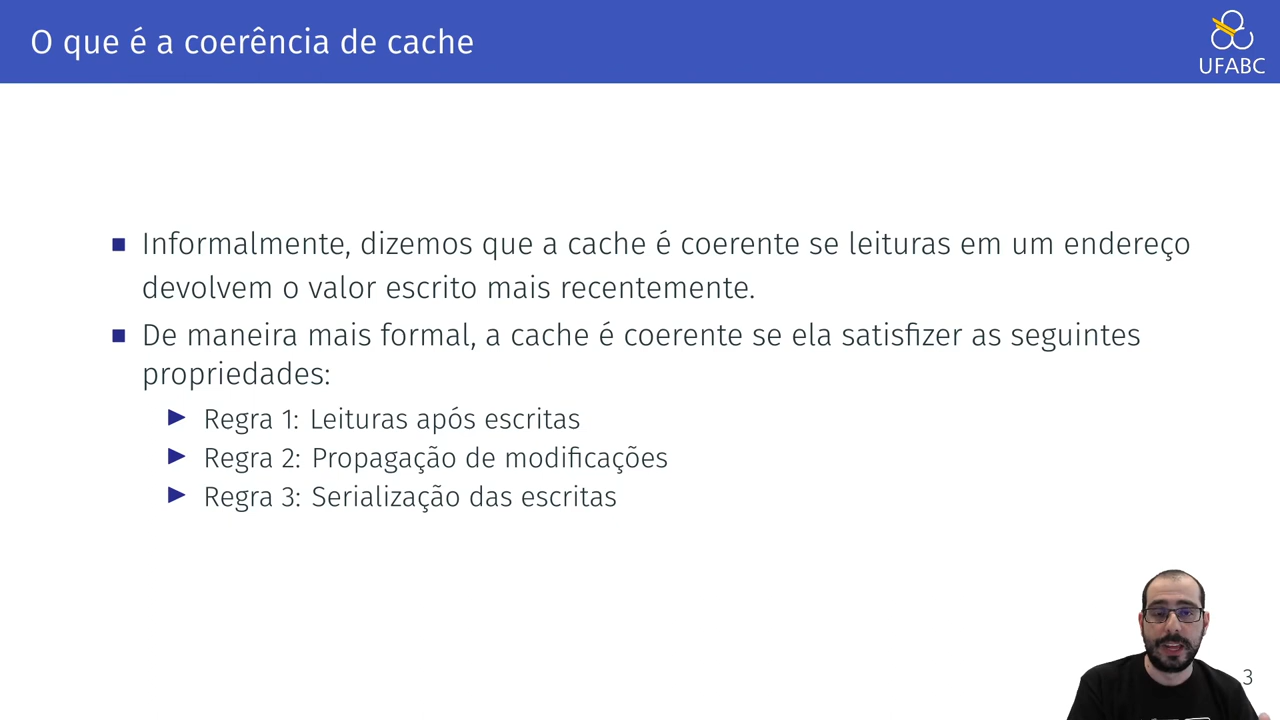 O que é a coerência de cache
UFABC
■ Informalmente, dizemos que a cache é coerente se leituras em um endereço
devolvem o valor escrito mais recentemente.
■ De maneira mais formal, a cache é coerente se ela satisfizer as seguintes
propriedades:
▶ Regra 1: Leituras após escritas
▶ Regra 2: Propagação de modificações
▶ Regra 3: Serialização das escritas
3